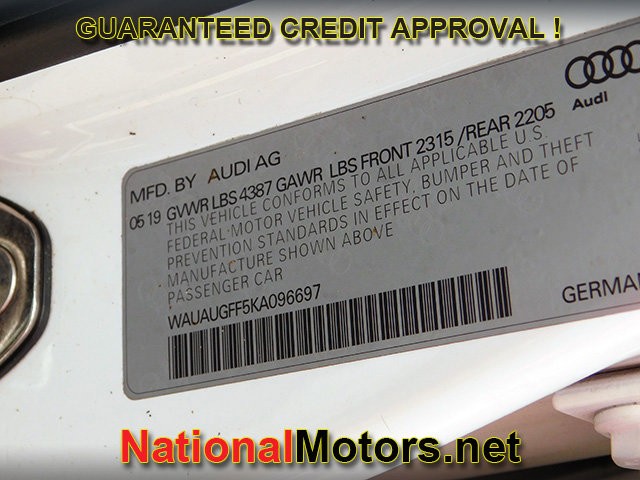 GUARANTEED CREDIT APPROVAL !
Audi
MFD. BY AUDI AG
05 19 GVWR LBS 4387 GAWR LBS FRONT 2315 /REAR 2205
THIS VEHICLE CONFORMS TO ALL APPLICABLE U.S.
FEDERAL-MOTOR VEHICLE SAFETY, BUMPER AND THEFT
PREVENTION STANDARDS IN EFFECT ON THE DATE OF
MANUFACTURE SHOWN ABOVE
PASSENGER CAR
WAUAUGFF5KA096697
GERMAN
NationalMotors.net